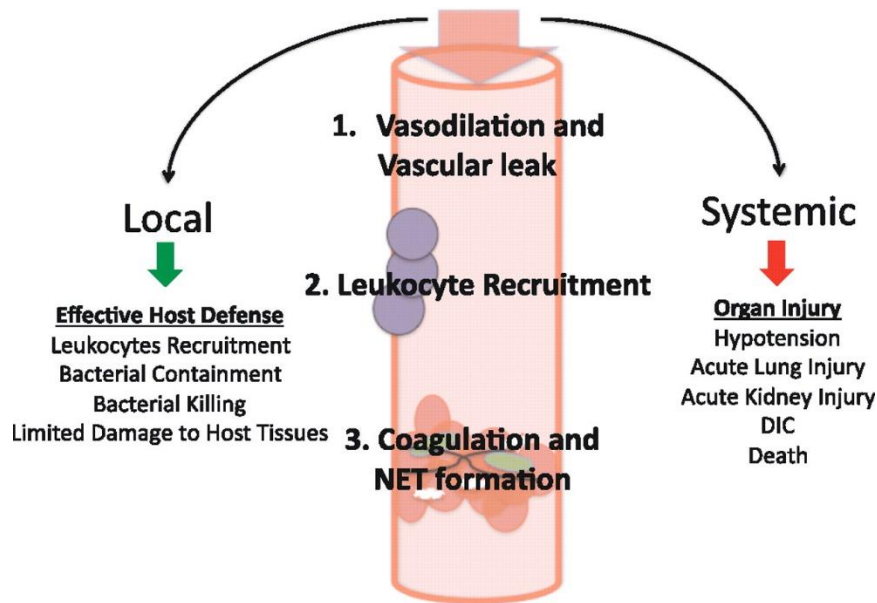 1. Vasodilation and
Vascular leak
Local
Systemic
2. Leukocyte Recruitment
Effective Host Defense
Leukocytes Recruitment
Bacterial Containment
Bacterial Killing
Limited Damage to Host Tissues
Organ Injury
Hypotension
Acute Lung Injury
Acute Kidney Injury
DIC
Death
3. Coagulation and
NET formation